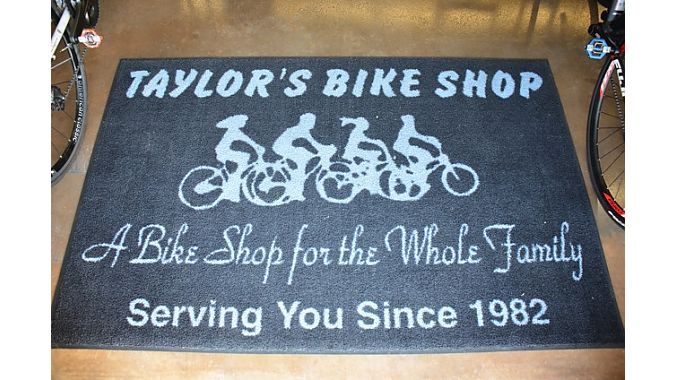 TAYLOR'S BIKE SHOP
A Bike Shop for the Whole Family
Serving You Since 1982